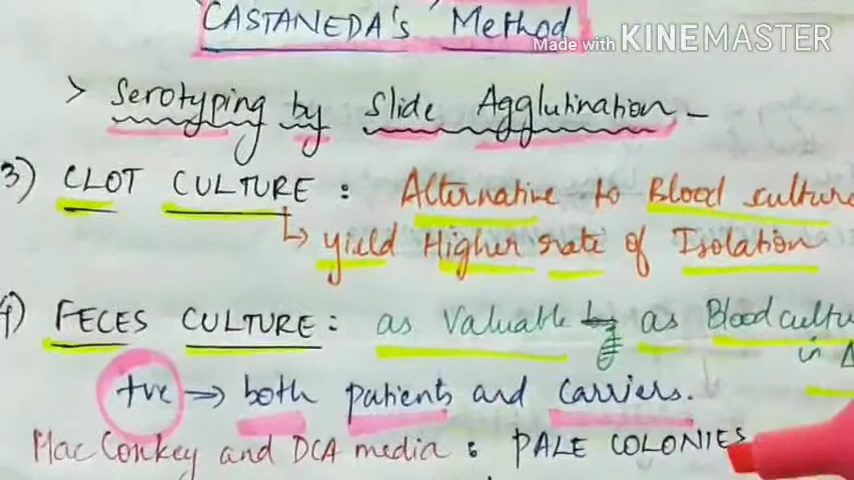 CASTANEDA's Method
Made with KINEMASTER
> Serotyping by Slide Agglutination -
3) CLOT CULTURE : Alternative to Blood culture
↳ yield Higher rate of Isolation
4) FECES CULTURE : as Valuable as Blood cultu
in
+ve → both patients and carriers.
MacConkey and DCA media : PALE COLONIES